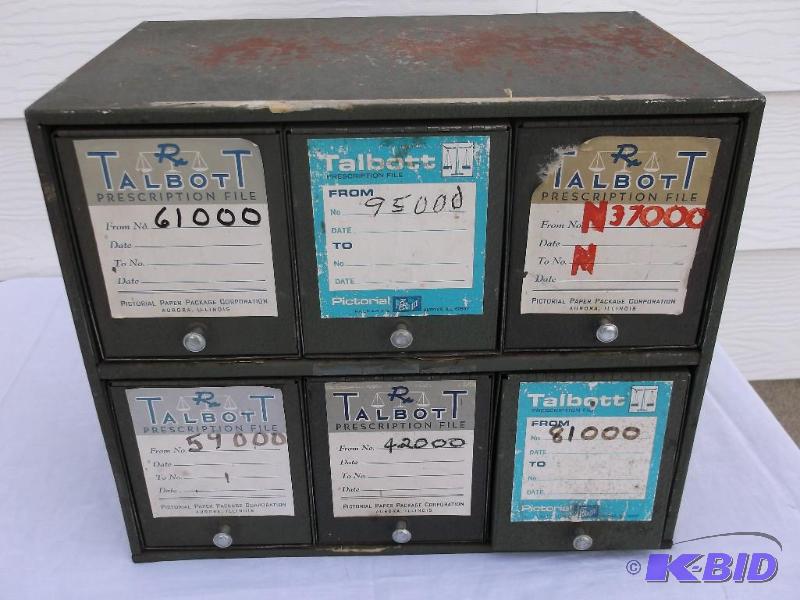 Rx
TALBOTT
PRESCRIPTION FILE
From No. 61000
Date
To No.
Date
PICTORIAL PAPER PACKAGE CORPORATION
AURORA, ILLINOIS
Talbott
PRESCRIPTION FILE
FROM
No 95000
DATE
TO
No
DATE
Pictorial
Rx
TALBOTT
PRESCRIPTION FILE
From No. N37000
Date
To No. N
Date
PICTORIAL PAPER PACKAGE CORPORATION
AURORA, ILLINOIS
Rx
TALBOTT
PRESCRIPTION FILE
From No. 59000
Date
To No. 1
Date
PICTORIAL PAPER PACKAGE CORPORATION
AURORA, ILLINOIS
Rx
TALBOTT
PRESCRIPTION FILE
From No. 42000
Date
To No.
Date
PICTORIAL PAPER PACKAGE CORPORATION
AURORA, ILLINOIS
Talbott
PRESCRIPTION FILE
FROM
No. 81000
DATE
TO
No.
DATE
Pictorial
© K-BID